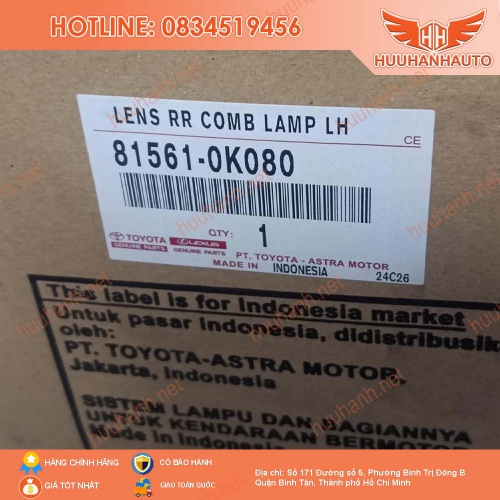 HOTLINE: 0834519456
HUUHANHAUTO
LENS RR COMB LAMP LH
CE
81561-0K080
QTY: 1
TOYOTA
GENUINE PARTS
LEXUS
GENUINE PARTS
PT. TOYOTA - ASTRA MOTOR
MADE IN INDONESIA
24C26
This label is for Indonesia market
Untuk pasar Indonesia, didistribusik
oleh:
PT. TOYOTA-ASTRA MOTOR,
Jakarta, Indonesia
SISTEM LAMPU DAN BAGIANNYA
UNTUK KENDARAAN BERMOTOR
Made in Indonesia
huuhanh.net
HÀNG CHÍNH HÃNG
CÓ BẢO HÀNH
GIÁ TỐT NHẤT
GIAO TOÀN QUỐC
Địa chỉ: Số 171 Đường số 5, Phường Bình Trị Đông B
Quận Bình Tân, Thành Phố Hồ Chí Minh